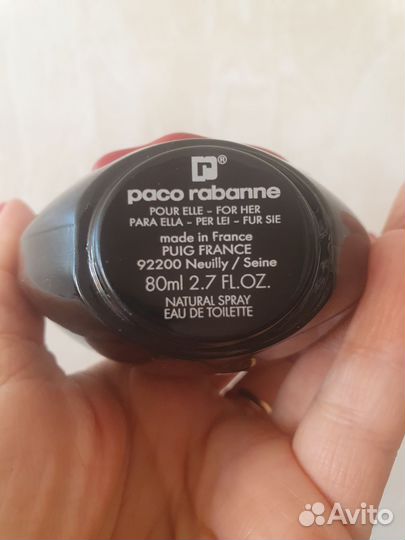 r®
paco rabanne
POUR ELLE - FOR HER
PARA ELLA - PER LEI - FUR SIE
made in France
PUIG FRANCE
92200 Neuilly / Seine
80ml 2.7 FL.OZ.
NATURAL SPRAY
EAU DE TOILETTE
Avito